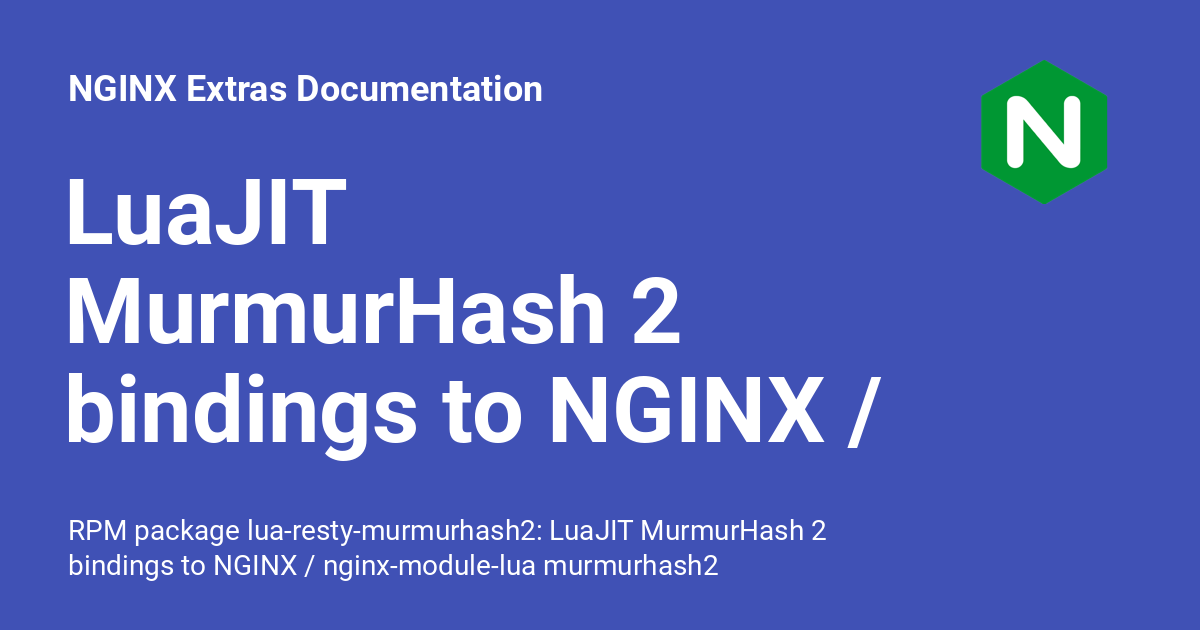 NGINX Extras Documentation
N
LuaJIT
MurmurHash 2
bindings to NGINX /
RPM package lua-resty-murmurhash2: LuaJIT MurmurHash 2
bindings to NGINX / nginx-module-lua murmurhash2